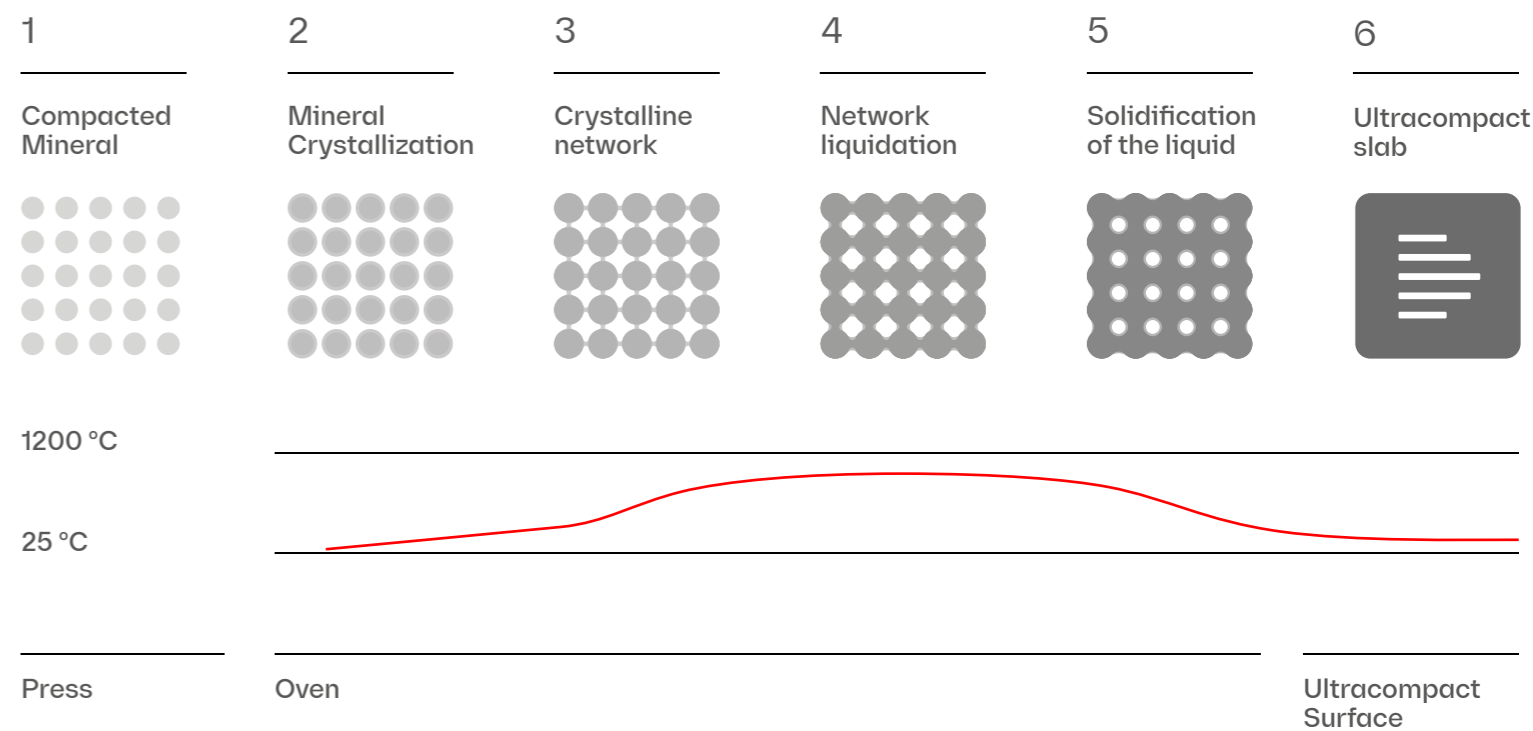 1
2
3
4
5
6
Compacted
Mineral
Mineral
Crystallization
Crystalline
network
Network
liquidation
Solidification
of the liquid
Ultracompact
slab
1200 °C
25 °C
Press
Oven
Ultracompact
Surface